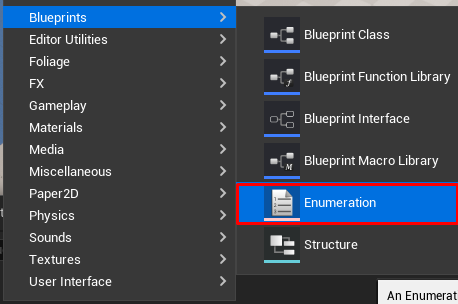 Blueprints
Editor Utilities
Foliage
FX
Gameplay
Materials
Media
Miscellaneous
Paper2D
Physics
Sounds
Textures
User Interface
Blueprint Class
Blueprint Function Library
Blueprint Interface
Blueprint Macro Library
Enumeration
Structure
An Enumerat